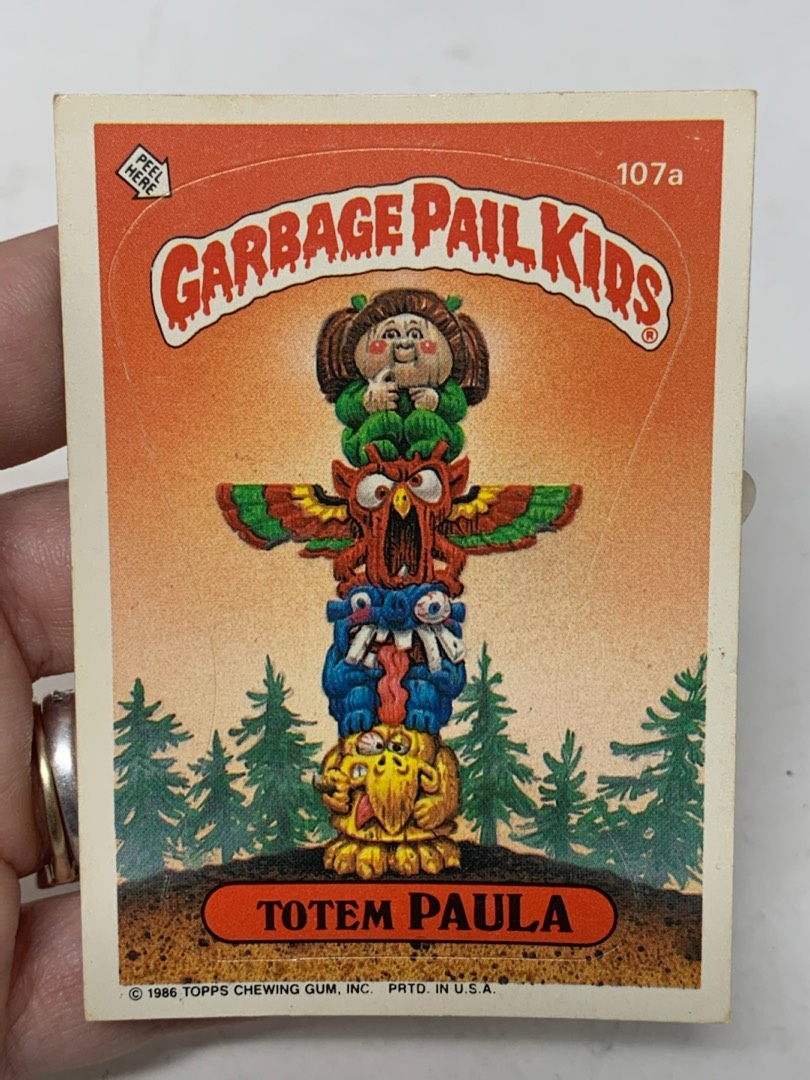 PEEL
HERE
107a
GARBAGE PAIL KIDS
®
TOTEM PAULA
© 1986 TOPPS CHEWING GUM, INC. PRTD. IN U.S.A.